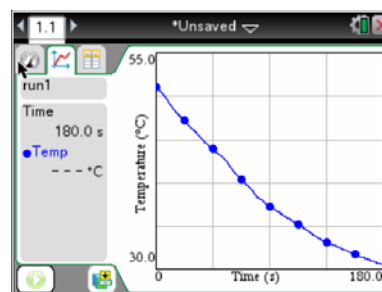 1.1
*Unsaved
run1
Time
180.0 s
Temp
--- °C
55.0
Temperature (°C)
30.0
0
Time (s)
180.0